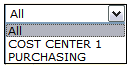 All
All
COST CENTER 1
PURCHASING